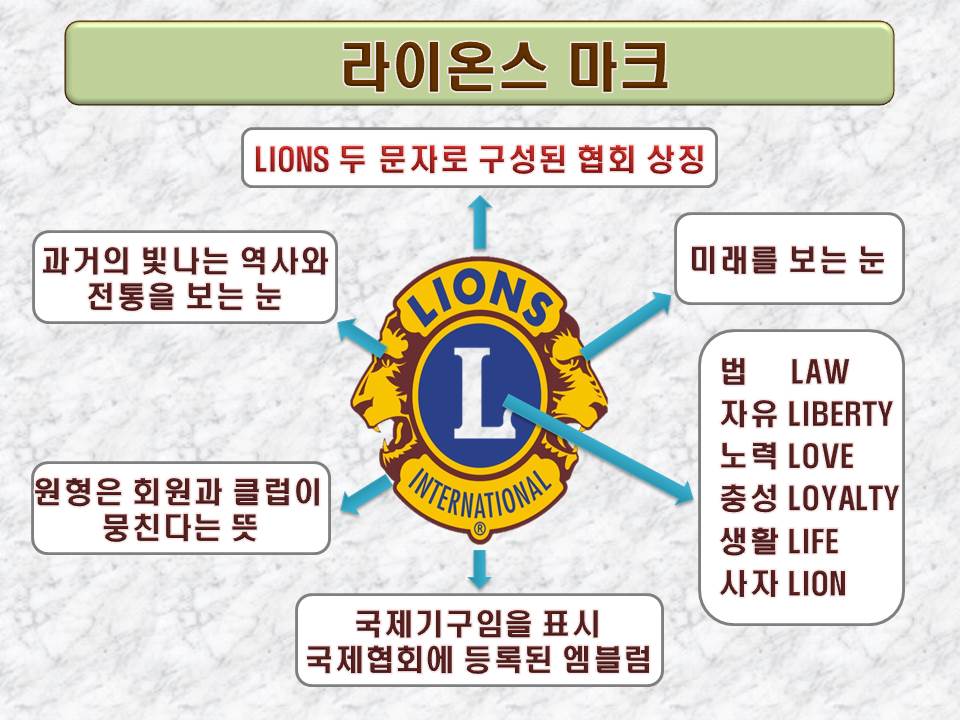 라이온스 마크
LIONS 두 문자로 구성된 협회 상징
과거의 빛나는 역사와
전통을 보는 눈
미래를 보는 눈
LIONS
L
INTERNATIONAL
®
법 LAW
자유 LIBERTY
노력 LOVE
충성 LOYALTY
생활 LIFE
사자 LION
원형은 회원과 클럽이
뭉친다는 뜻
국제기구임을 표시
국제협회에 등록된 엠블럼